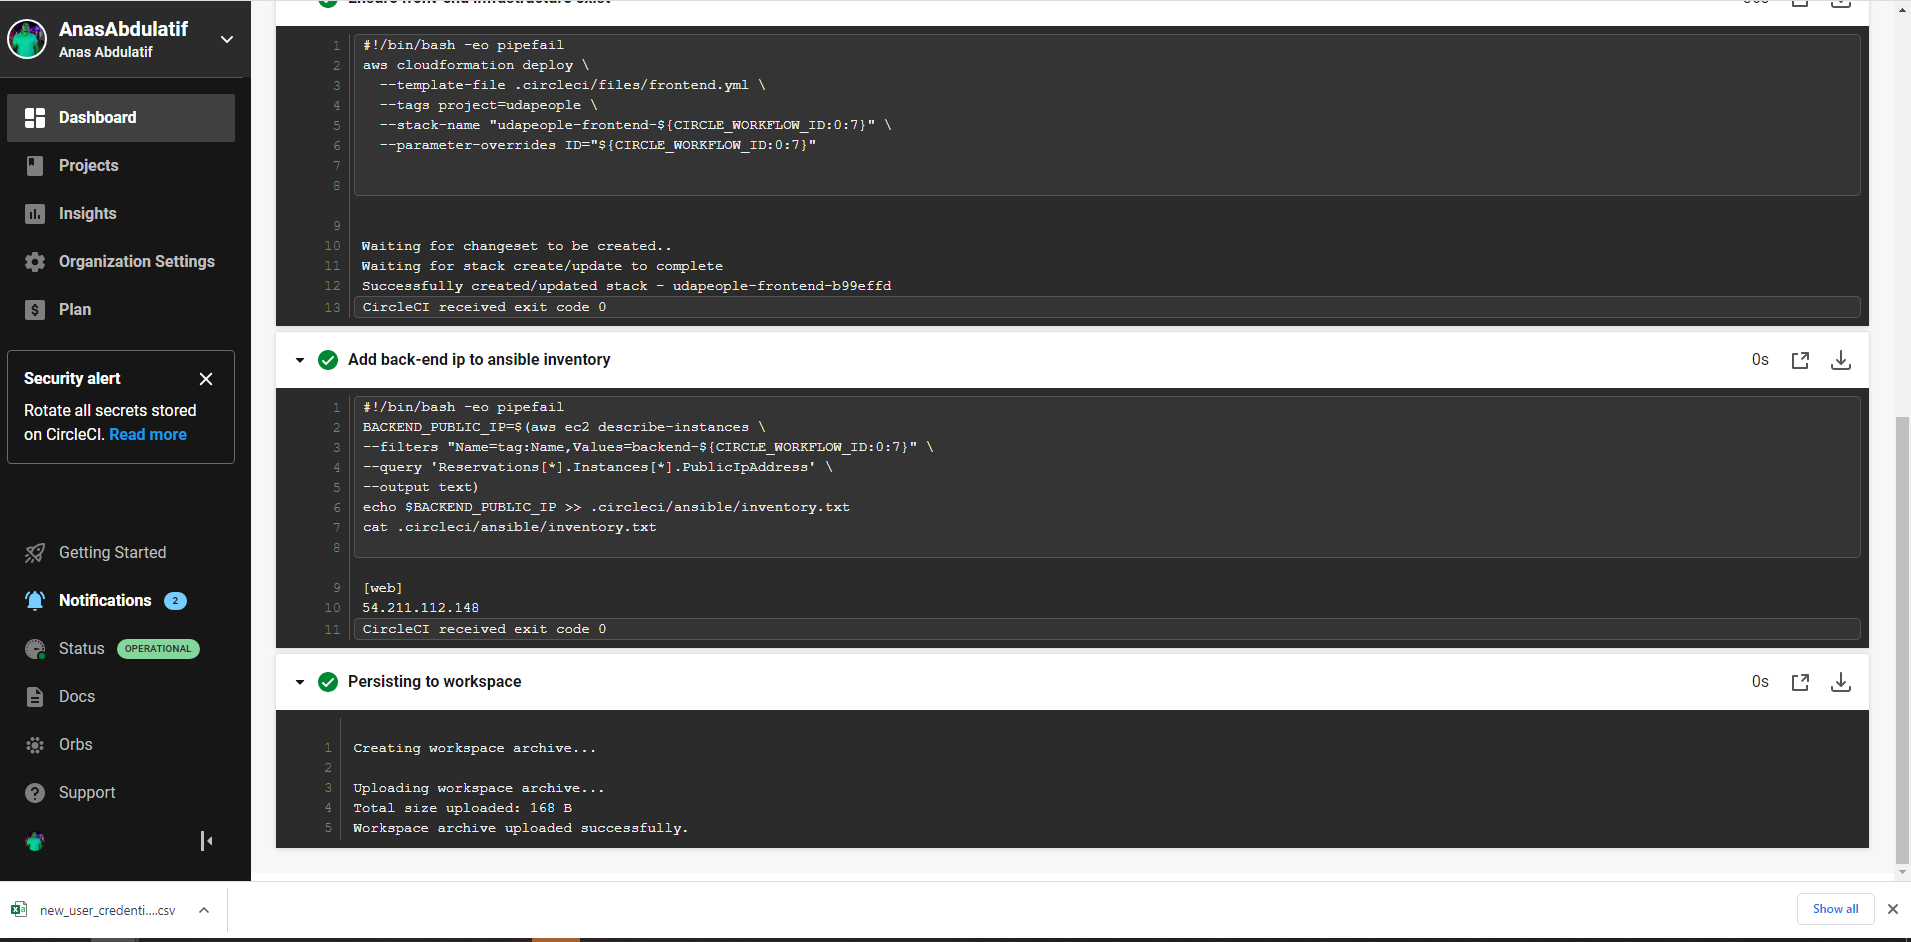 AnasAbdulatif
Anas Abdulatif
Dashboard
Projects
Insights
Organization Settings
Plan
Security alert
Rotate all secrets stored
on CircleCI. Read more
Getting Started
Notifications 2
Status OPERATIONAL
Docs
Orbs
Support
Ensure front-end infrastructure exist
1 #!/bin/bash -eo pipefail
2 aws cloudformation deploy \
3 --template-file .circleci/files/frontend.yml \
4 --tags project=udapeople \
5 --stack-name "udapeople-frontend-${CIRCLE_WORKFLOW_ID:0:7}" \
6 --parameter-overrides ID="${CIRCLE_WORKFLOW_ID:0:7}"
7
8
9
10 Waiting for changeset to be created..
11 Waiting for stack create/update to complete
12 Successfully created/updated stack - udapeople-frontend-b99effd
13 CircleCI received exit code 0
Add back-end ip to ansible inventory 0s
1 #!/bin/bash -eo pipefail
2 BACKEND_PUBLIC_IP=$(aws ec2 describe-instances \
3 --filters "Name=tag:Name,Values=backend-${CIRCLE_WORKFLOW_ID:0:7}" \
4 --query 'Reservations[*].Instances[*].PublicIpAddress' \
5 --output text)
6 echo $BACKEND_PUBLIC_IP >> .circleci/ansible/inventory.txt
7 cat .circleci/ansible/inventory.txt
8
9 [web]
10 54.211.112.148
11 CircleCI received exit code 0
Persisting to workspace 0s
1 Creating workspace archive...
2
3 Uploading workspace archive...
4 Total size uploaded: 168 B
5 Workspace archive uploaded successfully.
new_user_credenti....csv
Show all